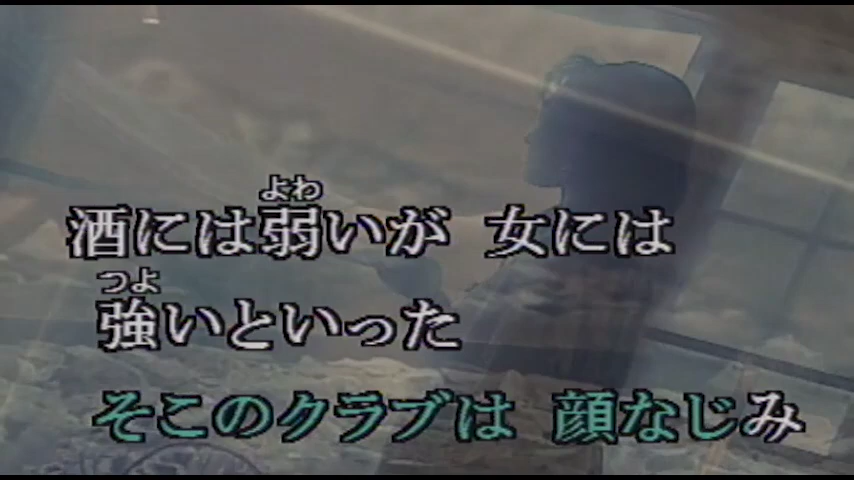 よわ
酒には弱いが 女には
つよ
強いといった
そこのクラブは 顔なじみ